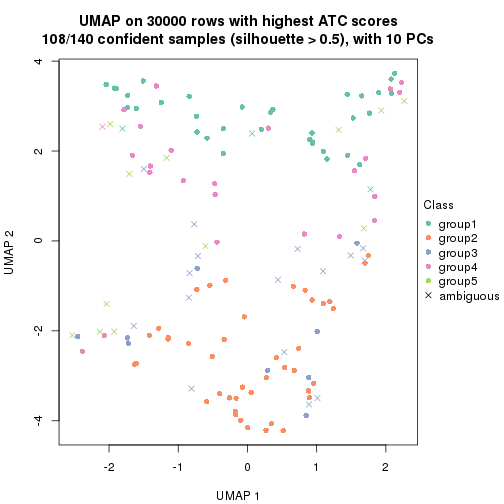 UMAP on 30000 rows with highest ATC scores
108/140 confident samples (silhouette > 0.5), with 10 PCs
4
2
0
-2
-4
UMAP 2
-2
-1
0
1
2
UMAP 1
Class
group1
group2
group3
group4
group5
ambiguous